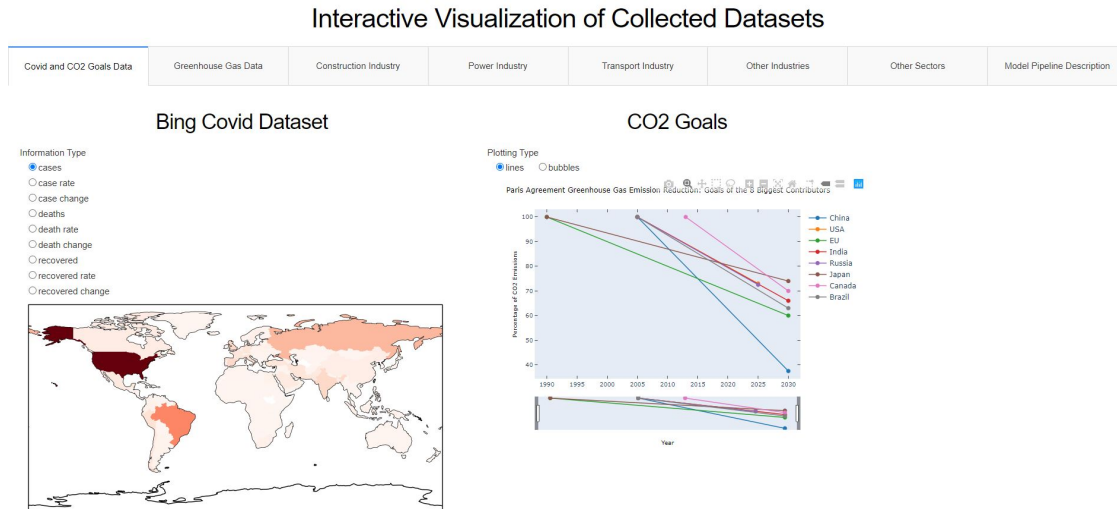 Interactive Visualization of Collected Datasets
Covid and CO2 Goals Data
Greenhouse Gas Data
Construction Industry
Power Industry
Transport Industry
Other Industries
Other Sectors
Model Pipeline Description
Bing Covid Dataset
Information Type
cases
case rate
case change
deaths
death rate
death change
recovered
recovered rate
recovered change
CO2 Goals
Plotting Type
lines bubbles
Paris Agreement Greenhouse Gas Emission Reduction: Goals of the 8 Biggest Contributors
Percentage of CO2 Emissions
100
90
80
70
60
50
40
1990 1995 2000 2005 2010 2015 2020 2025 2030
Year
China
USA
EU
India
Russia
Japan
Canada
Brazil